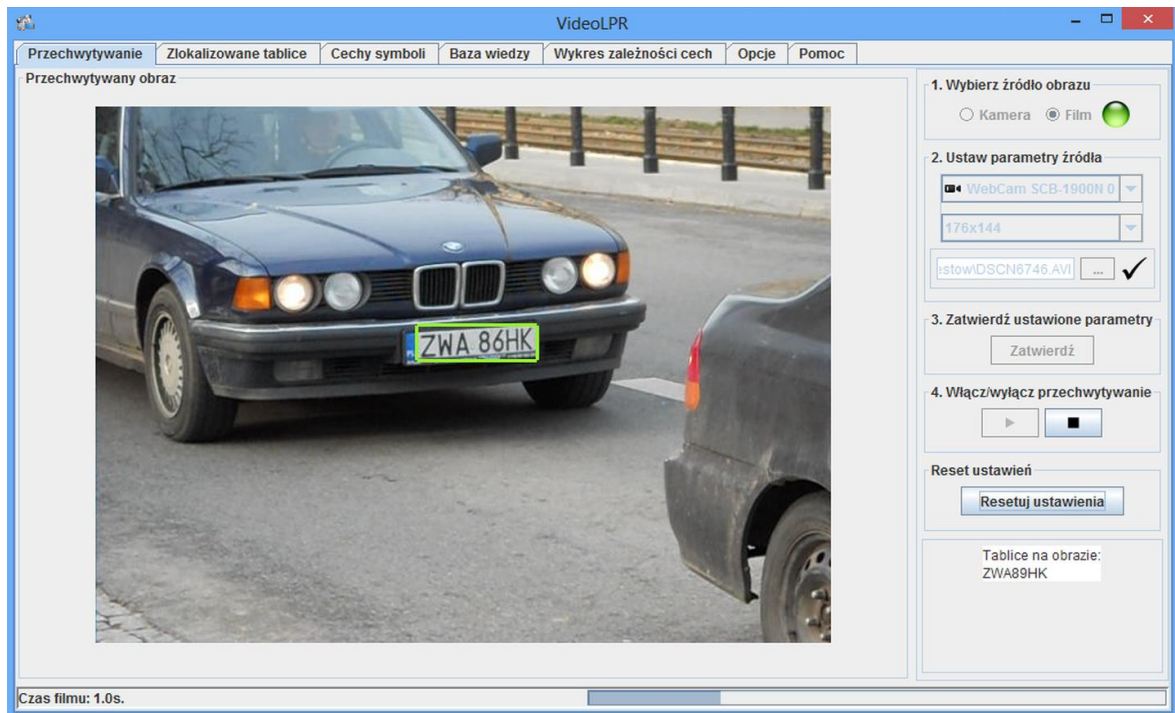 VideoLPR
Przechwytywanie
Zlokalizowane tablice
Cechy symboli
Baza wiedzy
Wykres zależności cech
Opcje
Pomoc
Przechwytywany obraz
ZWA 86HK
1. Wybierz źródło obrazu
Kamera
Film
2. Ustaw parametry źródła
WebCam SCB-1900N 0
176x144
estow\DSCN6746.AVI
...
3. Zatwierdź ustawione parametry
Zatwierdź
4. Włącz/wyłącz przechwytywanie
Reset ustawień
Resetuj ustawienia
Tablice na obrazie:
ZWA89HK
Czas filmu: 1.0s.